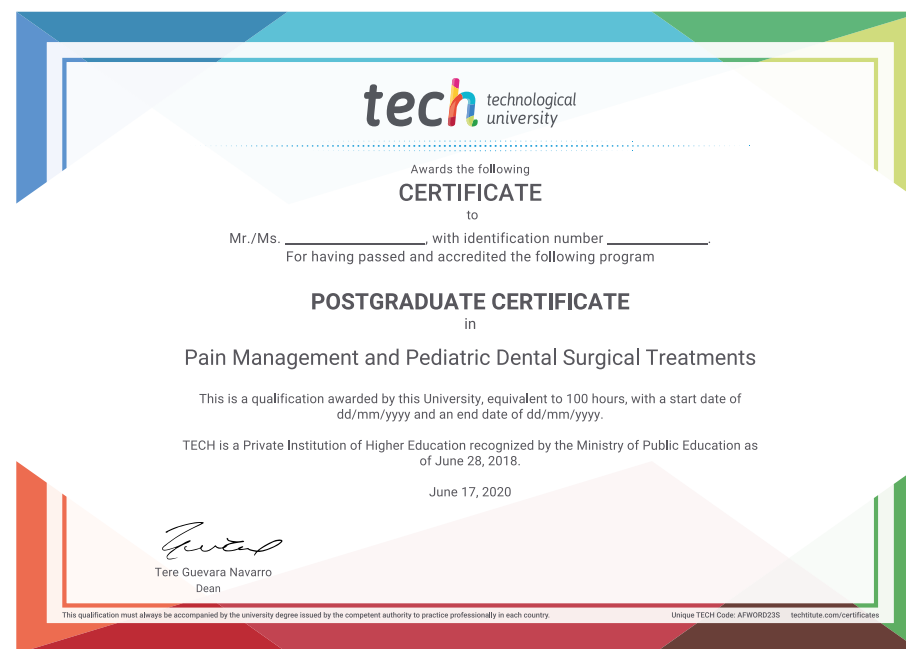 tech technological
university
Awards the following
CERTIFICATE
to
Mr./Ms. ____________________, with identification number ______________.
For having passed and accredited the following program
POSTGRADUATE CERTIFICATE
in
Pain Management and Pediatric Dental Surgical Treatments
This is a qualification awarded by this University, equivalent to 100 hours, with a start date of
dd/mm/yyyy and an end date of dd/mm/yyyy.
TECH is a Private Institution of Higher Education recognized by the Ministry of Public Education as
of June 28, 2018.
June 17, 2020
Tere Guevara Navarro
Dean
This qualification must always be accompanied by the university degree issued by the competent authority to practice professionally in each country. Unique TECH Code: AFWORD23S techtitute.com/certificates